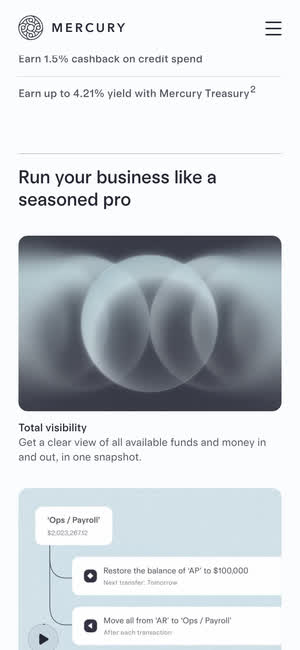 MERCURY
Earn 1.5% cashback on credit spend
Earn up to 4.21% yield with Mercury Treasury2
Run your business like a
seasoned pro
Total visibility
Get a clear view of all available funds and money in
and out, in one snapshot.
'Ops / Payroll'
$2,023,267.12
Restore the balance of 'AP' to $100,000
Next transfer: Tomorrow
Move all from 'AR' to 'Ops / Payroll'
After each transaction